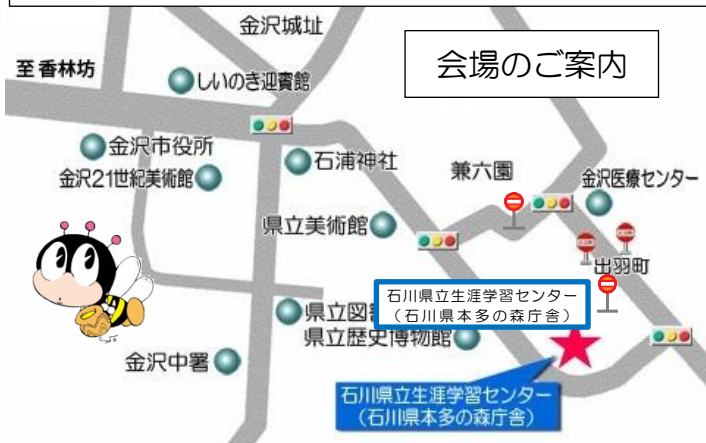 金沢城址
会場のご案内
至 香林坊
しいのき迎賓館
金沢市役所
石浦神社
兼六園
金沢医療センター
金沢21世紀美術館
県立美術館
出羽町
石川県立生涯学習センター
（石川県本多の森庁舎）
県立図
県立歴史博物館
金沢中署
石川県立生涯学習センター
（石川県本多の森庁舎）